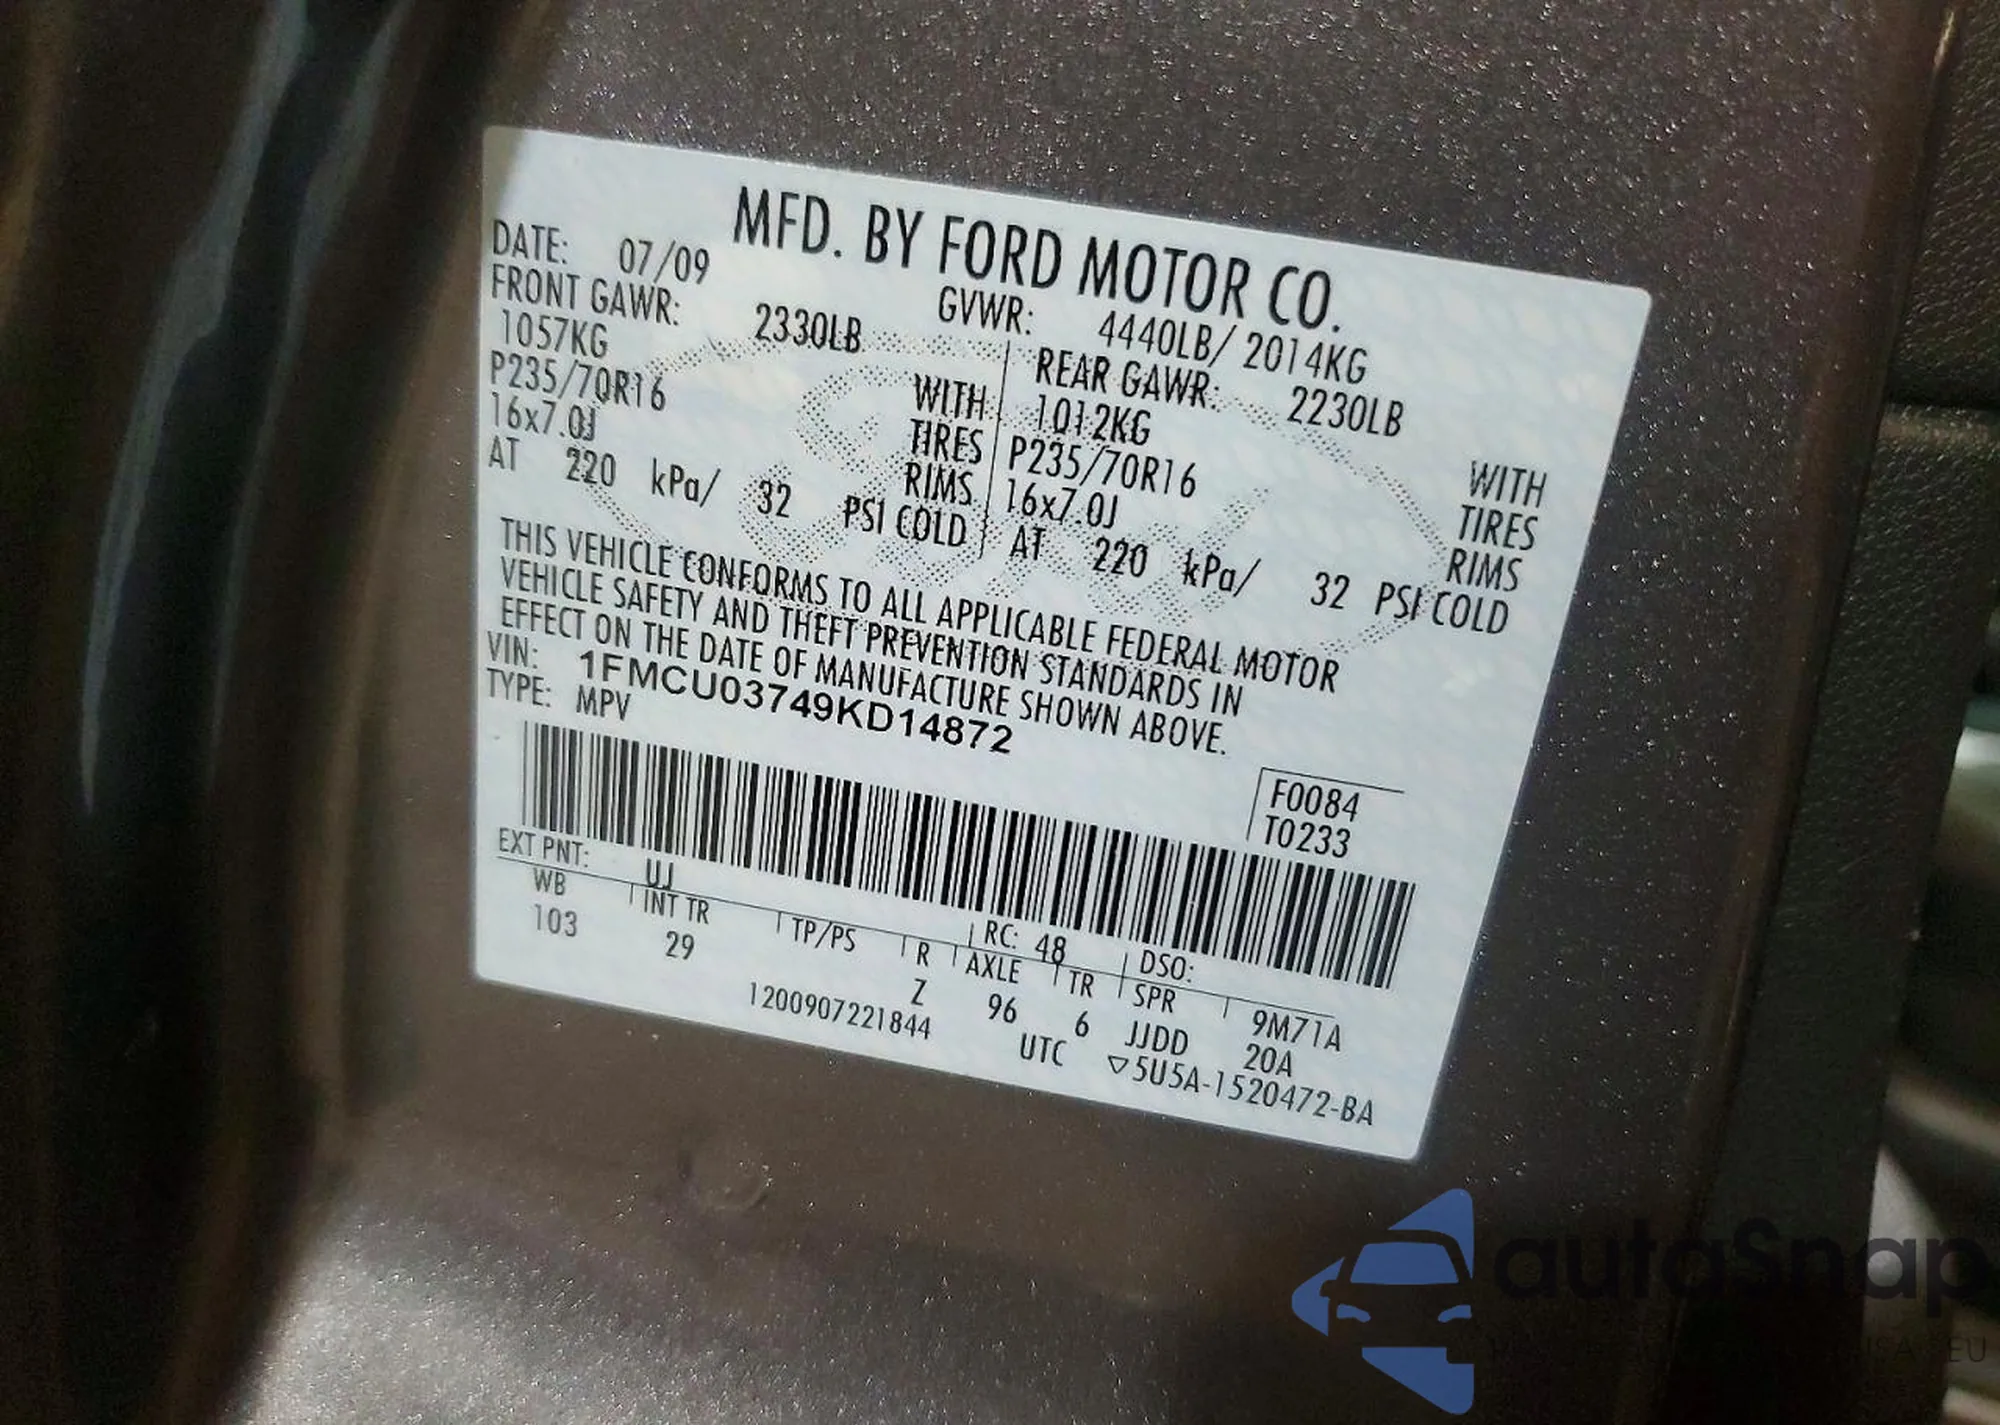 MFD. BY FORD MOTOR CO.
DATE: 07/09 GVWR: 4440LB/ 2014KG
FRONT GAWR: 2330LB REAR GAWR: 2230LB
1057KG WITH 1012KG WITH
P235/70R16 TIRES P235/70R16 TIRES
16x7.0J RIMS 16x7.0J RIMS
AT 220 kPa/ 32 PSI COLD AT 220 kPa/ 32 PSI COLD
THIS VEHICLE CONFORMS TO ALL APPLICABLE FEDERAL MOTOR
VEHICLE SAFETY AND THEFT PREVENTION STANDARDS IN
EFFECT ON THE DATE OF MANUFACTURE SHOWN ABOVE.
VIN: 1FMCU03749KD14872
TYPE: MPV
F0084
T0233
EXT PNT: UJ RC: 48 DSO:
WB INT TR TP/PS R AXLE TR SPR 9M71A
103 29 Z 96 6 JJDD 20A
1200907221844 UTC ▽5U5A-1520472-BA
autaSnap